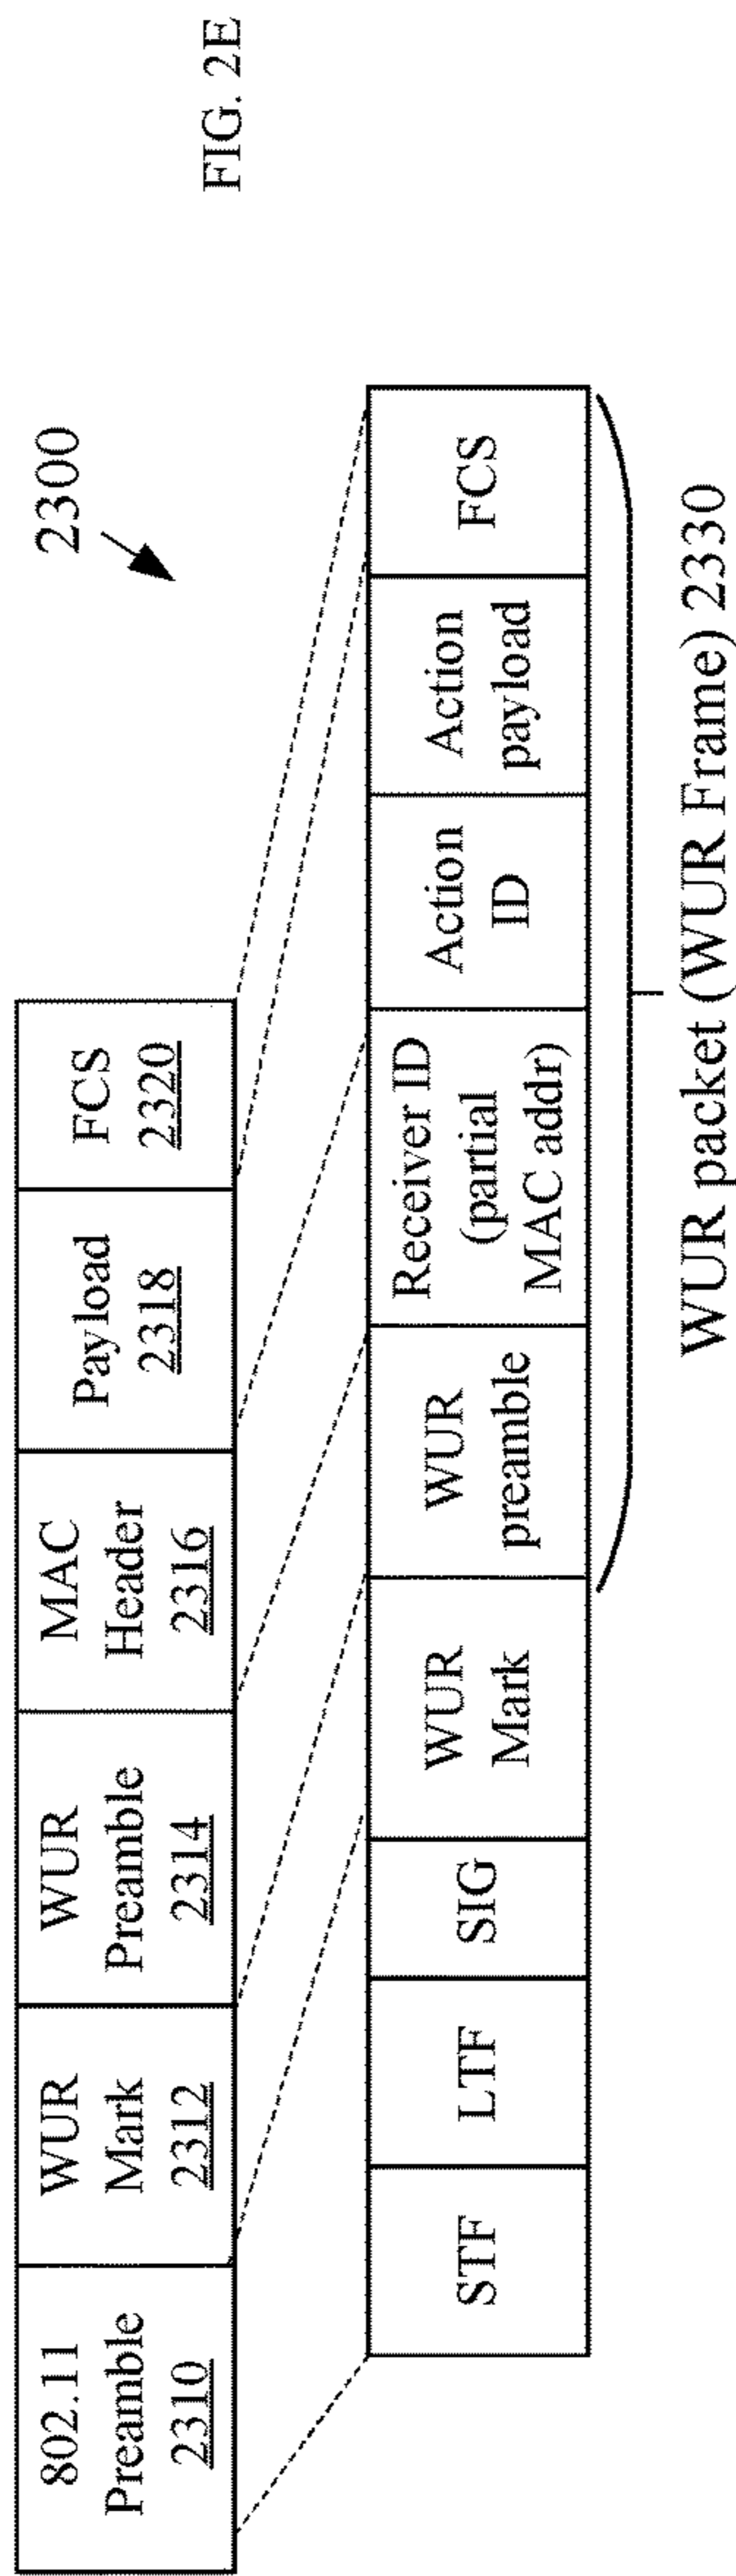 2300
802.11
Preamble
2310
WUR
Mark
2312
WUR
Preamble
2314
MAC
Header
2316
Payload
2318
FCS
2320
STF
LTF
SIG
WUR
Mark
WUR
preamble
Receiver ID
(partial
MAC addr)
Action
ID
Action
payload
FCS
WUR packet (WUR Frame) 2330
FIG. 2E